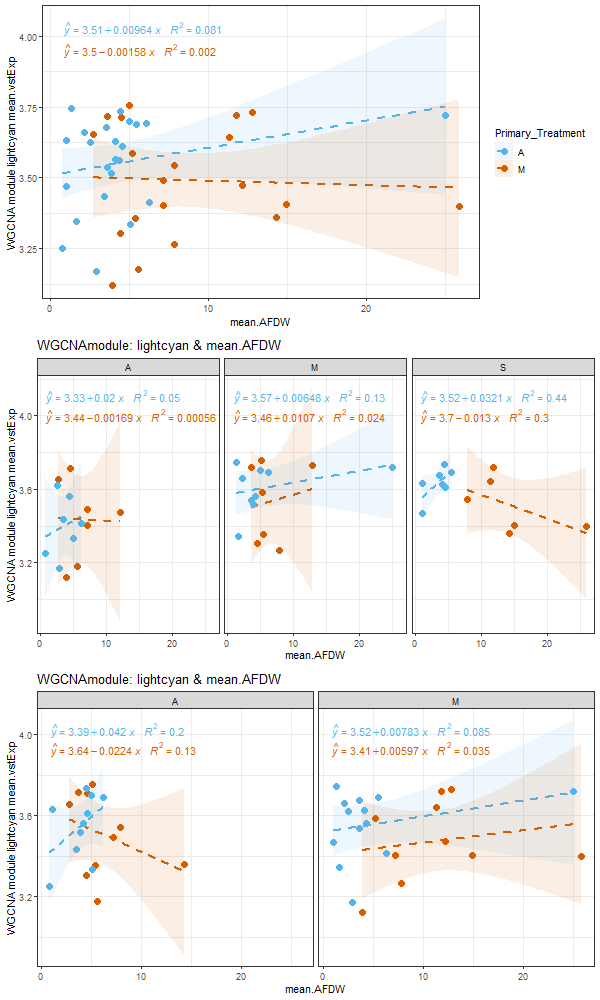 ŷ = 3.51 + 0.00964 x R² = 0.081
ŷ = 3.5 − 0.00158 x R² = 0.002
4.00
3.75
3.50
3.25
WGCNA module lightcyan mean.vstExp
0 10 20
mean.AFDW
Primary_Treatment
A
M
WGCNAmodule: lightcyan & mean.AFDW
A M S
ŷ = 3.33 + 0.02 x R² = 0.05
ŷ = 3.44 − 0.00169 x R² = 0.00056
ŷ = 3.57 + 0.00648 x R² = 0.13
ŷ = 3.46 + 0.0107 x R² = 0.024
ŷ = 3.52 + 0.0321 x R² = 0.44
ŷ = 3.7 − 0.013 x R² = 0.3
4.0
3.6
3.2
WGCNA module lightcyan mean.vstExp
0 10 20 0 10 20 0 10 20
mean.AFDW
WGCNAmodule: lightcyan & mean.AFDW
A M
ŷ = 3.39 + 0.042 x R² = 0.2
ŷ = 3.64 − 0.0224 x R² = 0.13
ŷ = 3.52 + 0.00783 x R² = 0.085
ŷ = 3.41 + 0.00597 x R² = 0.035
4.0
3.6
3.2
WGCNA module lightcyan mean.vstExp
0 10 20 0 10 20
mean.AFDW